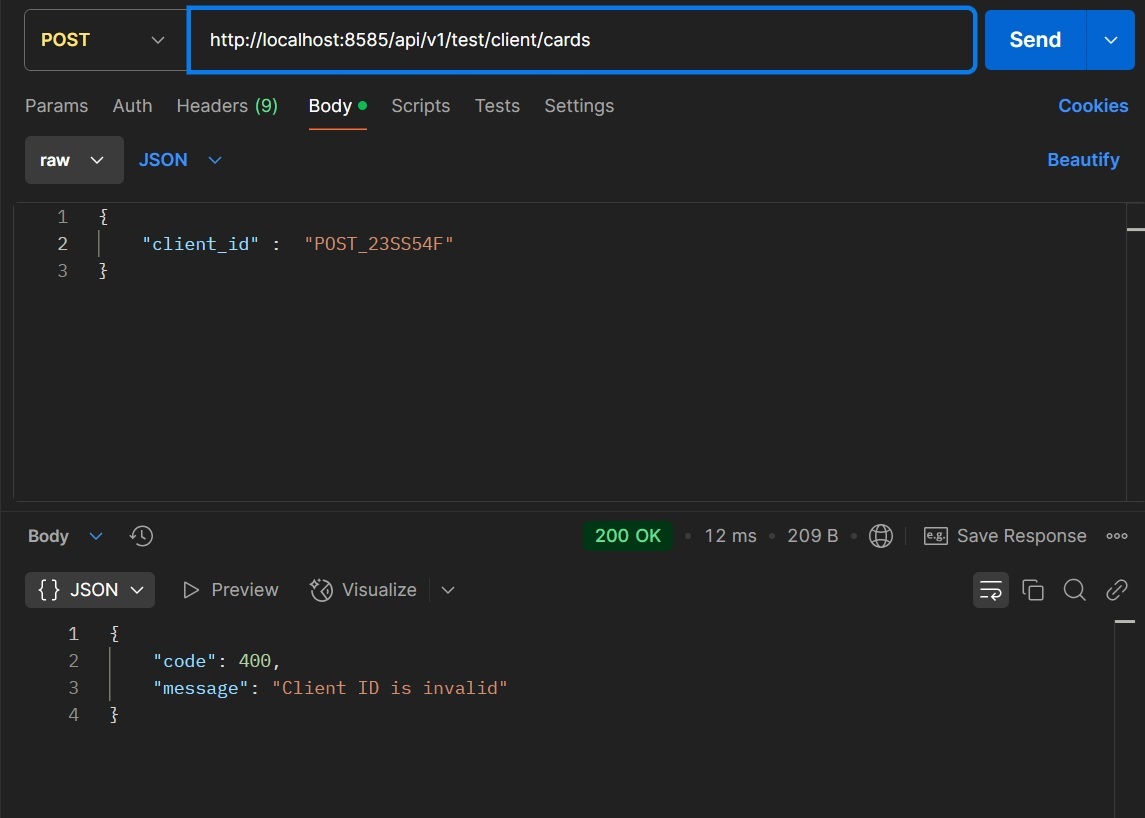 POST http://localhost:8585/api/v1/test/client/cards Send
Params Auth Headers (9) Body Scripts Tests Settings Cookies
raw JSON Beautify
1 {
2 "client_id" : "POST_23SS54F"
3 }
Body 200 OK 12 ms 209 B e.g. Save Response
{} JSON Preview Visualize
1 {
2 "code": 400,
3 "message": "Client ID is invalid"
4 }